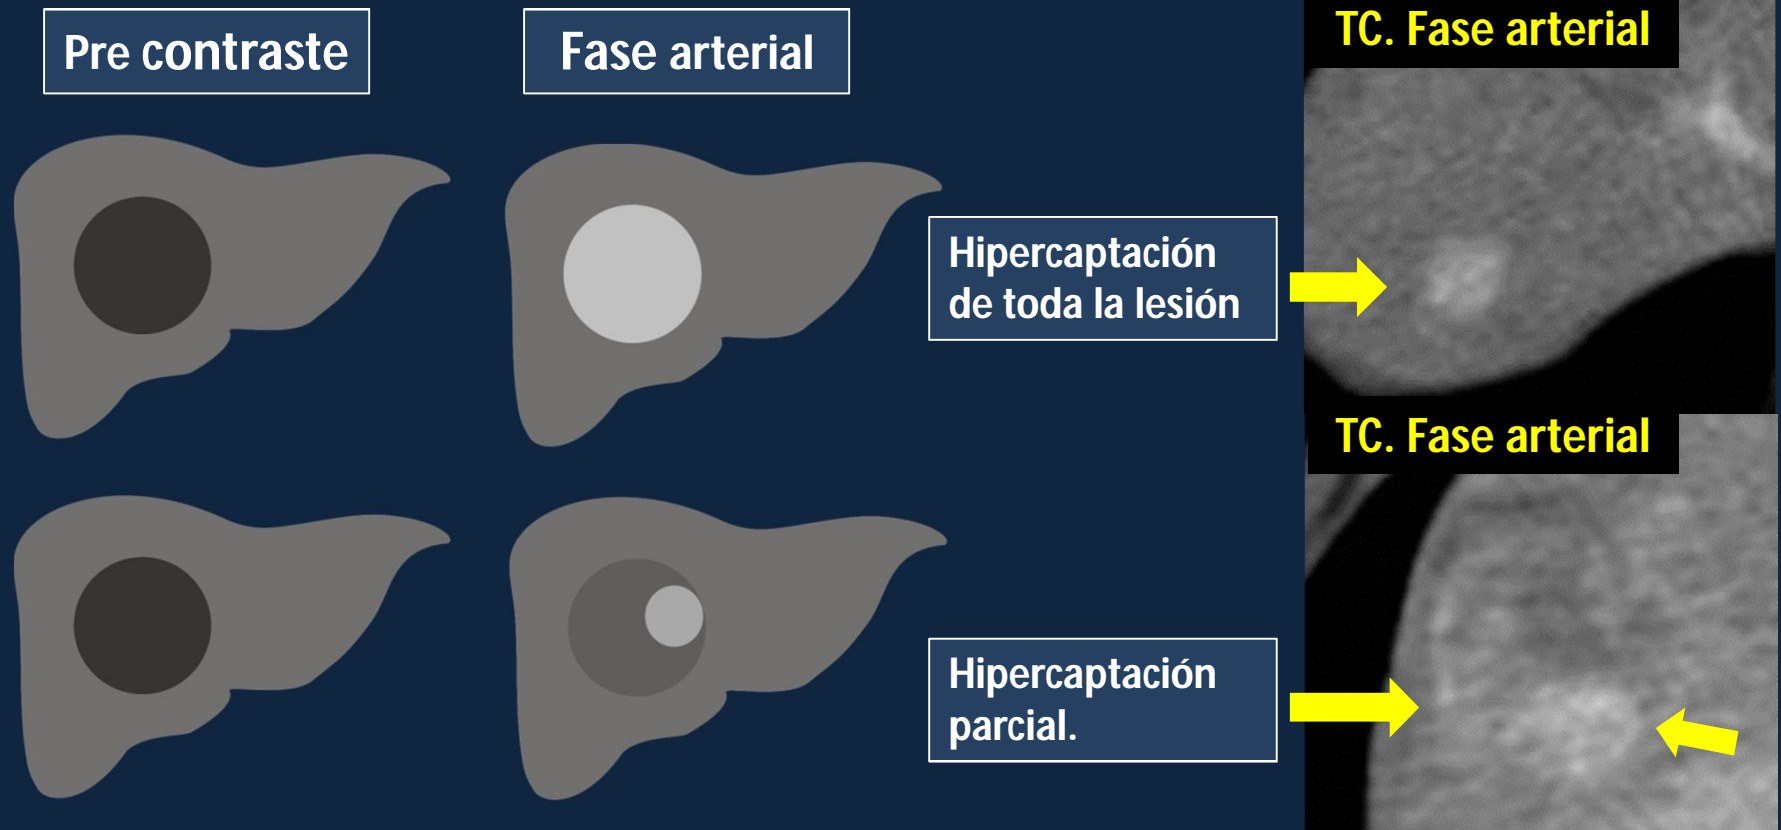 Pre contraste
Fase arterial
TC. Fase arterial
Hipercaptación
de toda la lesión
TC. Fase arterial
Hipercaptación
parcial.